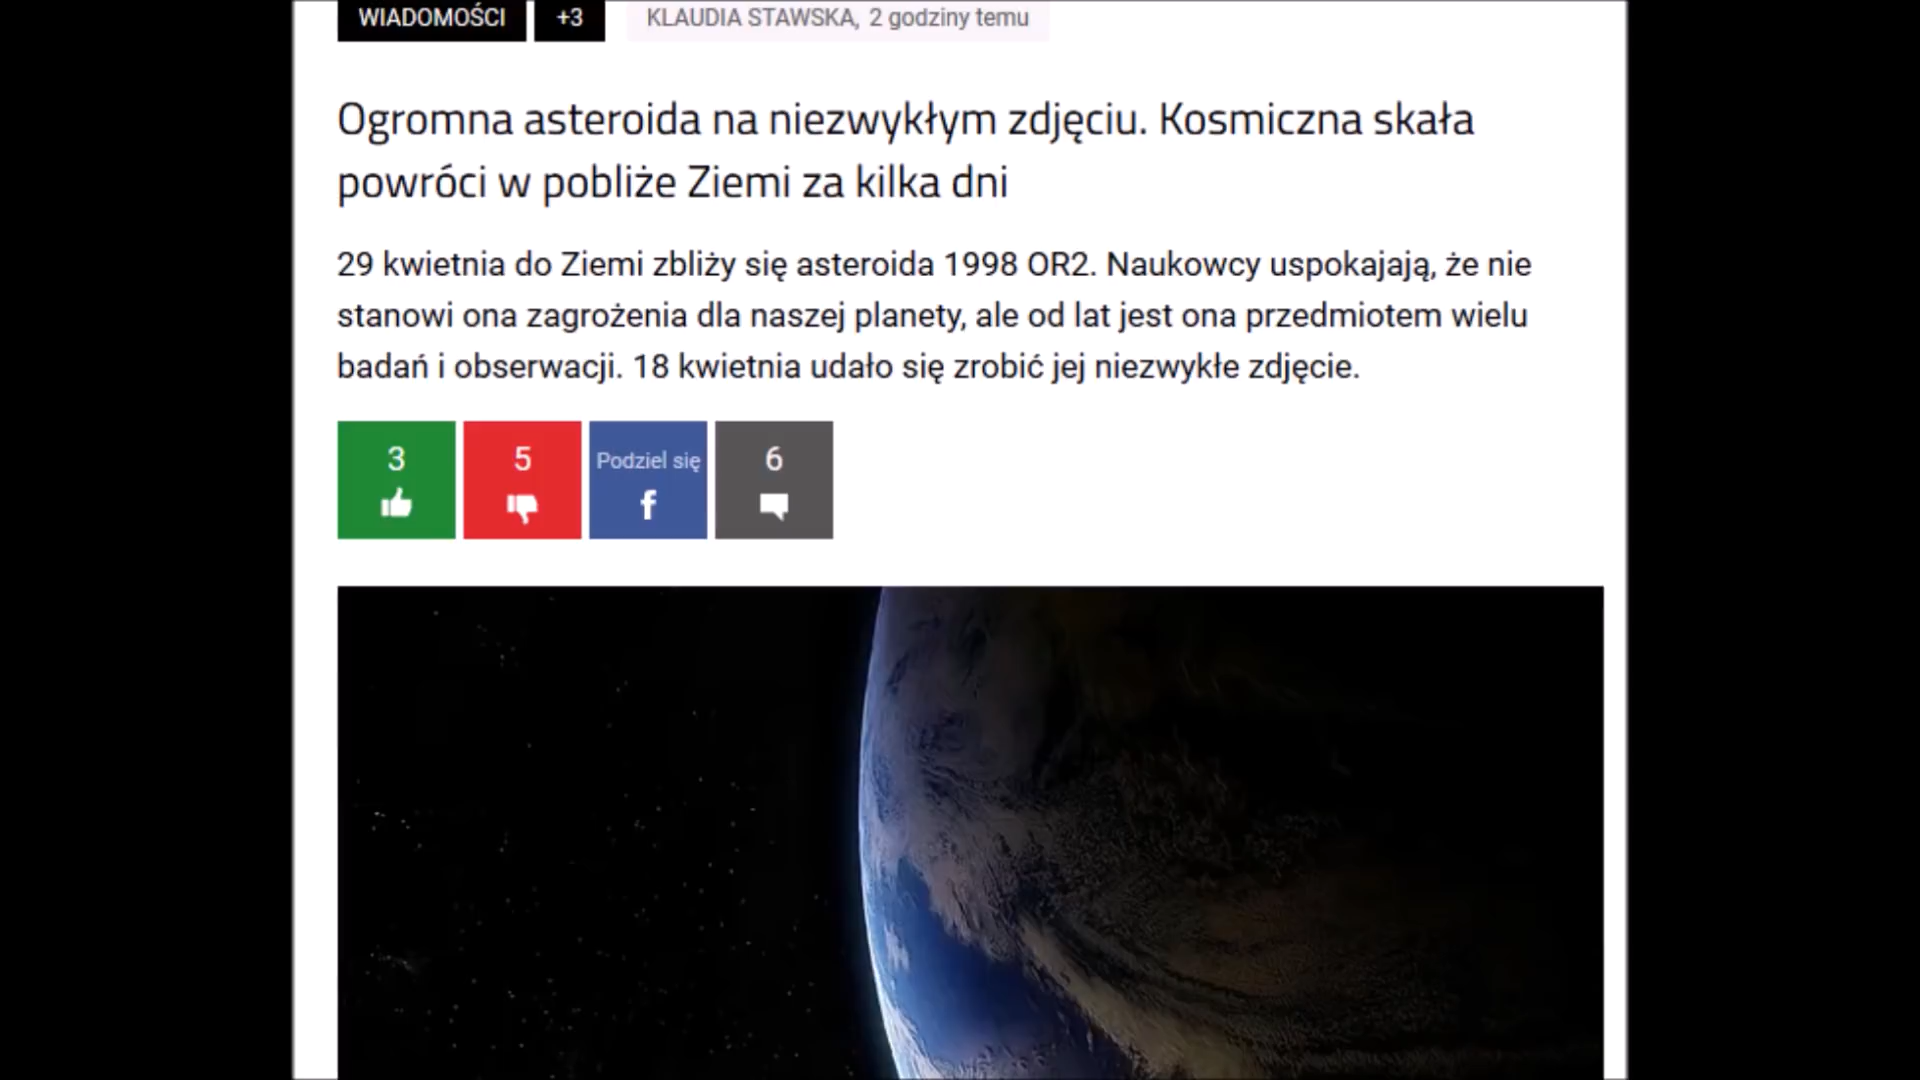 WIADOMOŚCI +3 KLAUDIA STAWSKA, 2 godziny temu
Ogromna asteroida na niezwykłym zdjęciu. Kosmiczna skała
powróci w pobliże Ziemi za kilka dni
29 kwietnia do Ziemi zbliży się asteroida 1998 OR2. Naukowcy uspokajają, że nie
stanowi ona zagrożenia dla naszej planety, ale od lat jest ona przedmiotem wielu
badań i obserwacji. 18 kwietnia udało się zrobić jej niezwykłe zdjęcie.
3 5 Podziel się 6
f